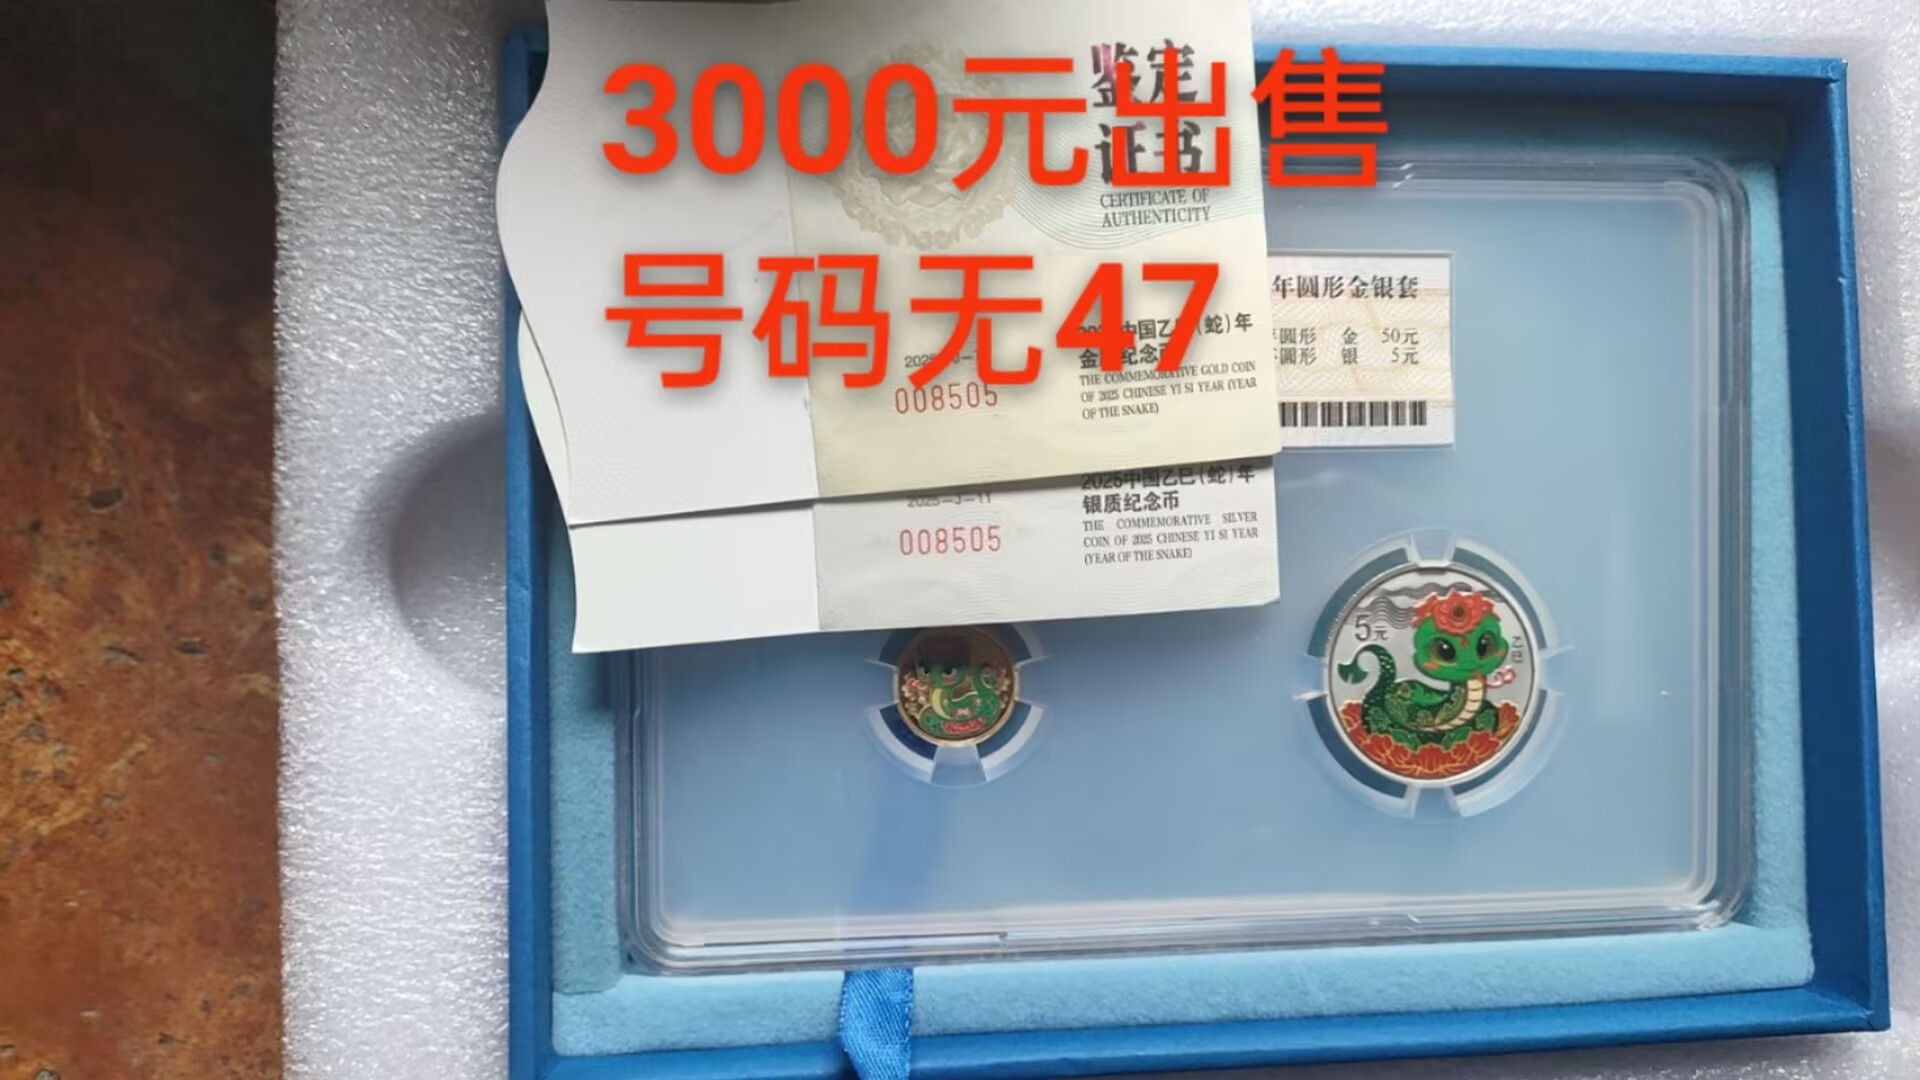 3000元出售
号码无47
鉴定
证书
CERTIFICATE OF
AUTHENTICITY
年
THE COMMEMORATIVE GOLD COIN
OF 2025 CHINESE YI SI YEAR (YEAR
OF THE SNAKE)
008505
年圆形金银套
圆形 金 50元
圆形 银 5元
2025中国乙巳(蛇)年
银质纪念币
2025-J-11
THE COMMEMORATIVE SILVER
COIN OF 2025 CHINESE YI SI YEAR
(YEAR OF THE SNAKE)
008505
5元
乙巳